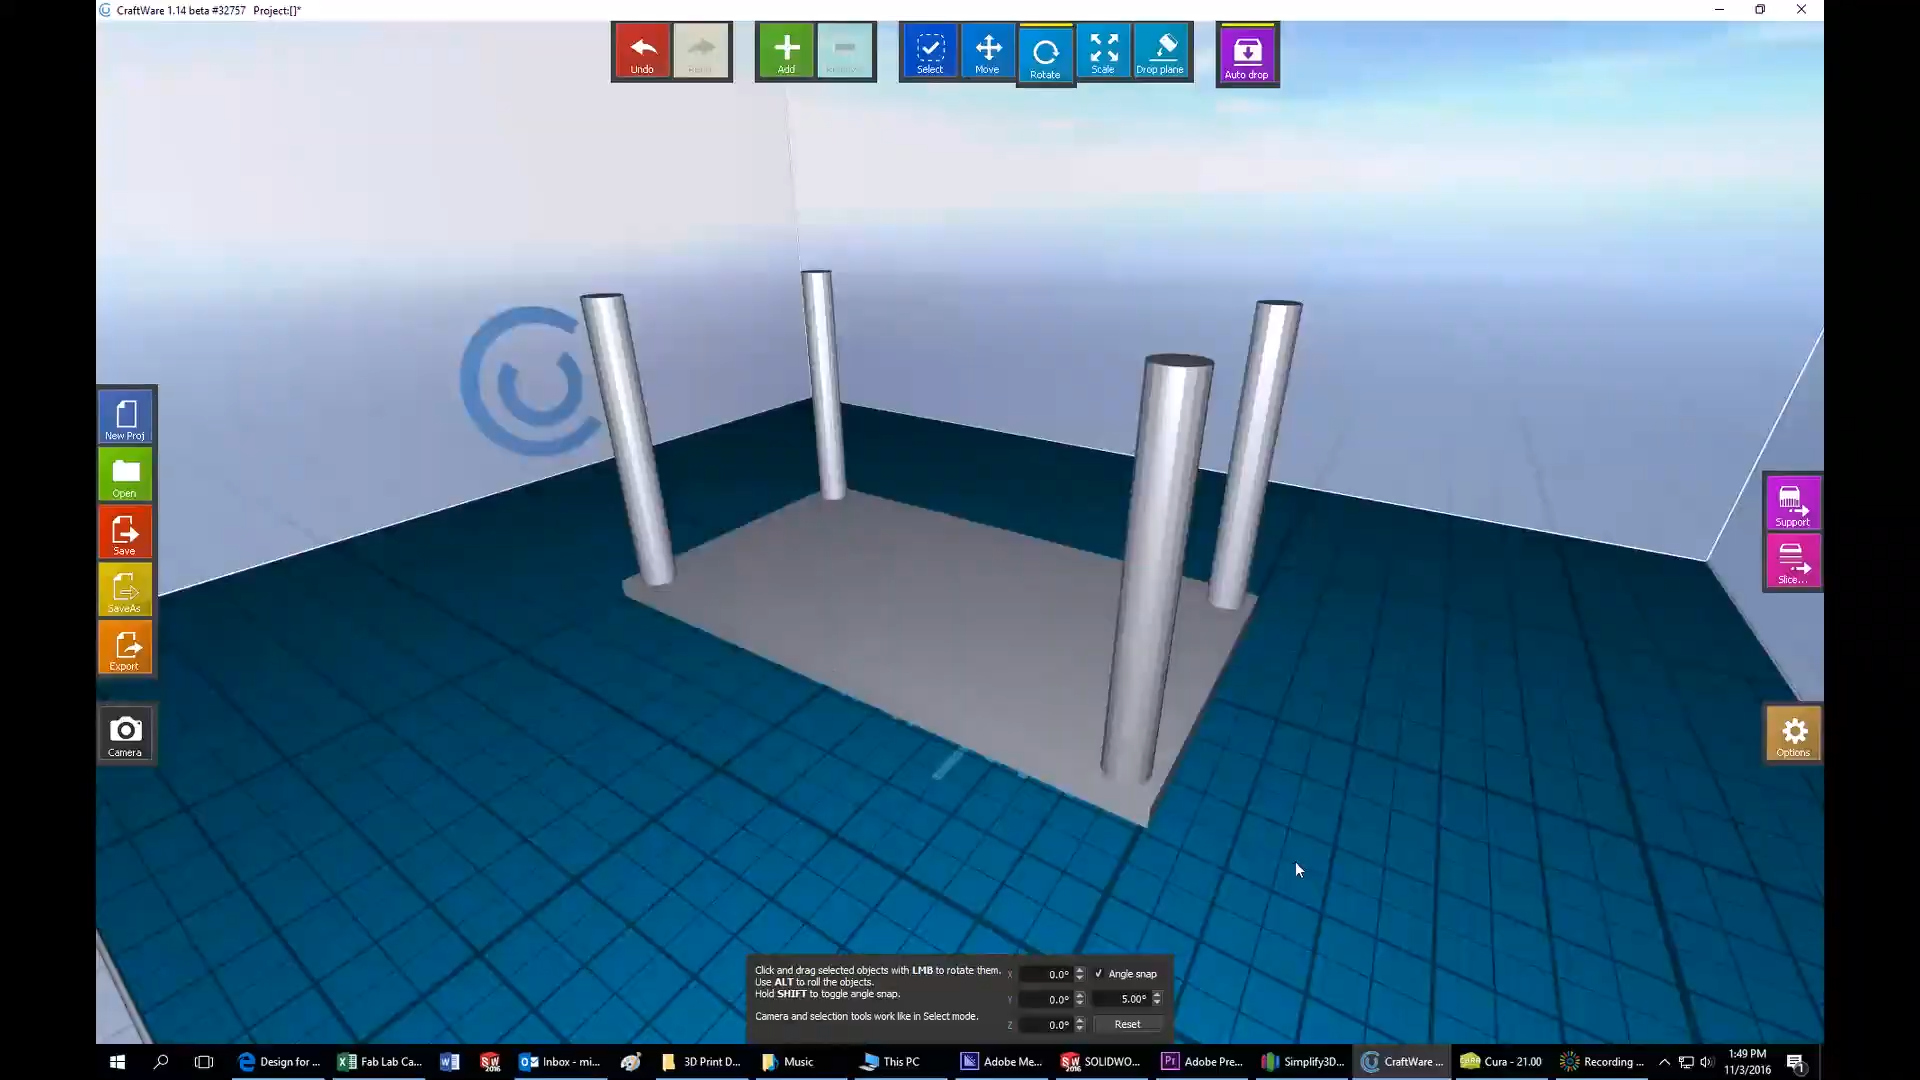 CraftWare 1.14 beta #32757   Project:[]*
Undo
Add
Select
Move
Rotate
Scale
Drop plane
Auto drop
New Proj
Open
Save
SaveAs
Export
Camera
Support
Slice...
Options
Click and drag selected objects with LMB to rotate them.
Use ALT to roll the objects.
Hold SHIFT to toggle angle snap.
Camera and selection tools work like in Select mode.
X 0.0° ✓ Angle snap
Y 0.0° 5.00°
Z 0.0° Reset
Design for ...
Fab Lab Ca...
Inbox - mi...
3D Print D...
Music
This PC
Adobe Me...
SOLIDWO...
Adobe Pre...
Simplify3D...
CraftWare ...
Cura - 21.00
Recording ...
1:49 PM
11/3/2016